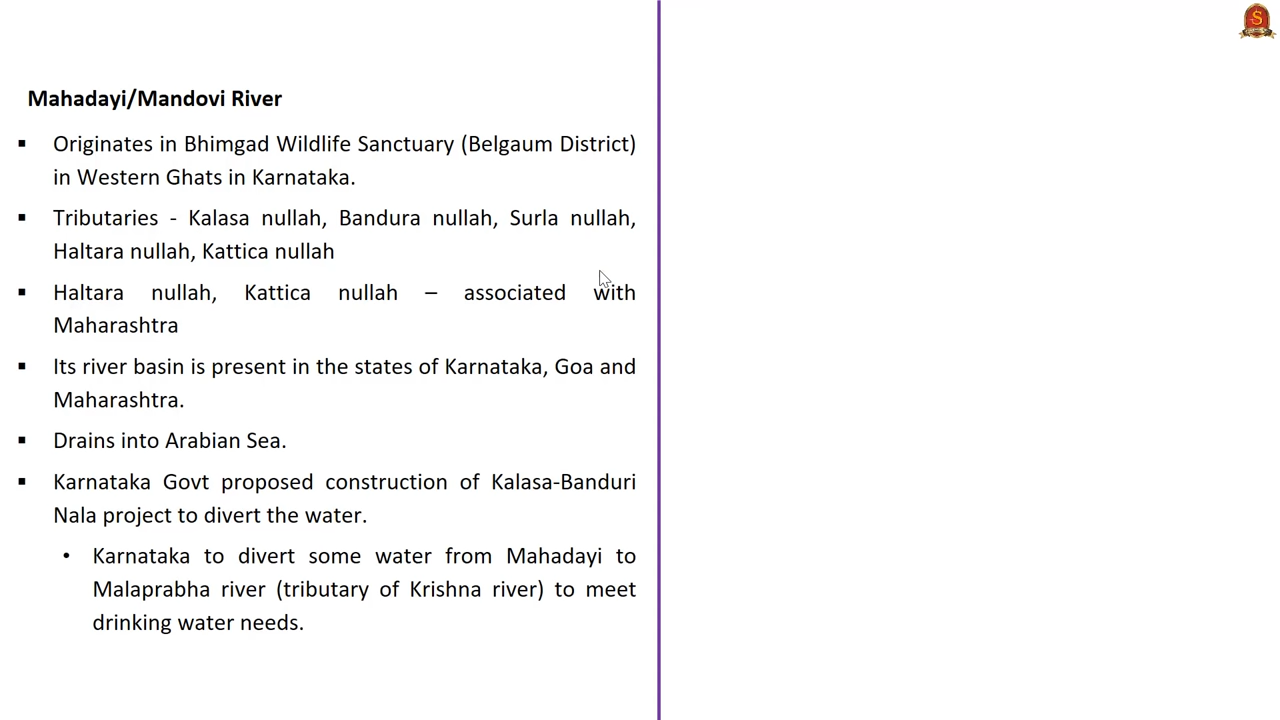 Mahadayi/Mandovi River
▪ Originates in Bhimgad Wildlife Sanctuary (Belgaum District)
in Western Ghats in Karnataka.
▪ Tributaries - Kalasa nullah, Bandura nullah, Surla nullah,
Haltara nullah, Kattica nullah
▪ Haltara nullah, Kattica nullah – associated with
Maharashtra
▪ Its river basin is present in the states of Karnataka, Goa and
Maharashtra.
▪ Drains into Arabian Sea.
▪ Karnataka Govt proposed construction of Kalasa-Banduri
Nala project to divert the water.
• Karnataka to divert some water from Mahadayi to
Malaprabha river (tributary of Krishna river) to meet
drinking water needs.
S